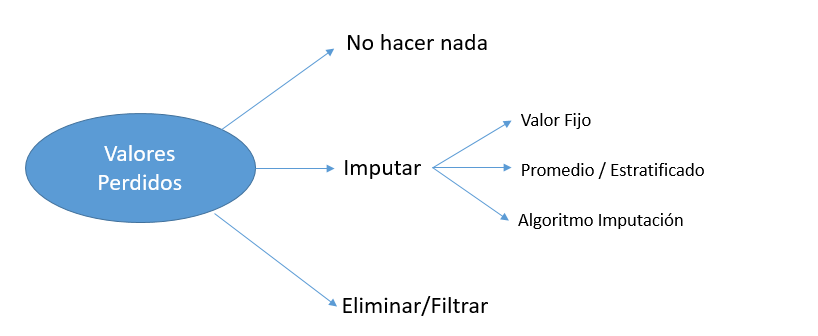 Valores
Perdidos
No hacer nada
Imputar
Valor Fijo
Promedio / Estratificado
Algoritmo Imputación
Eliminar/Filtrar